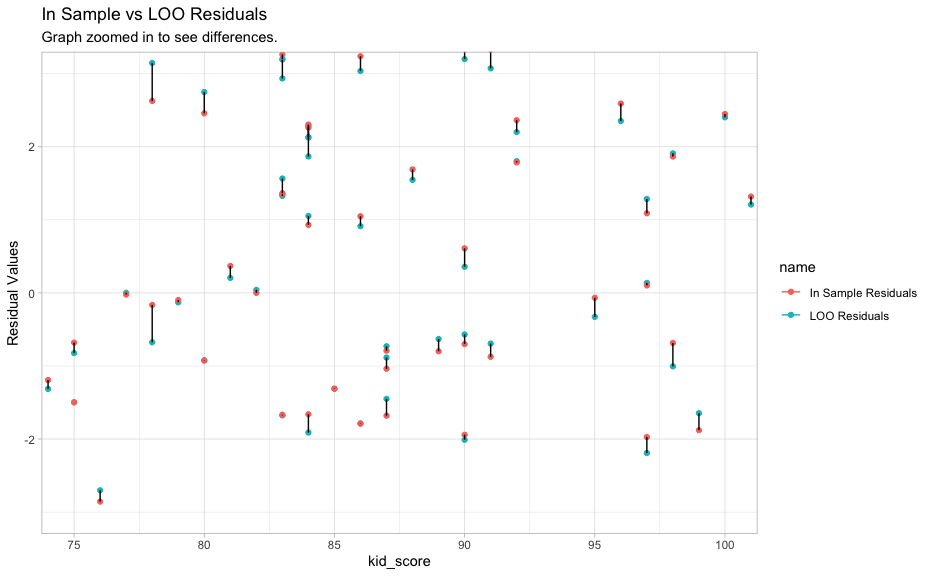 In Sample vs LOO Residuals
Graph zoomed in to see differences.
Residual Values
2
0
-2
75
80
85
90
95
100
kid_score
name
In Sample Residuals
LOO Residuals